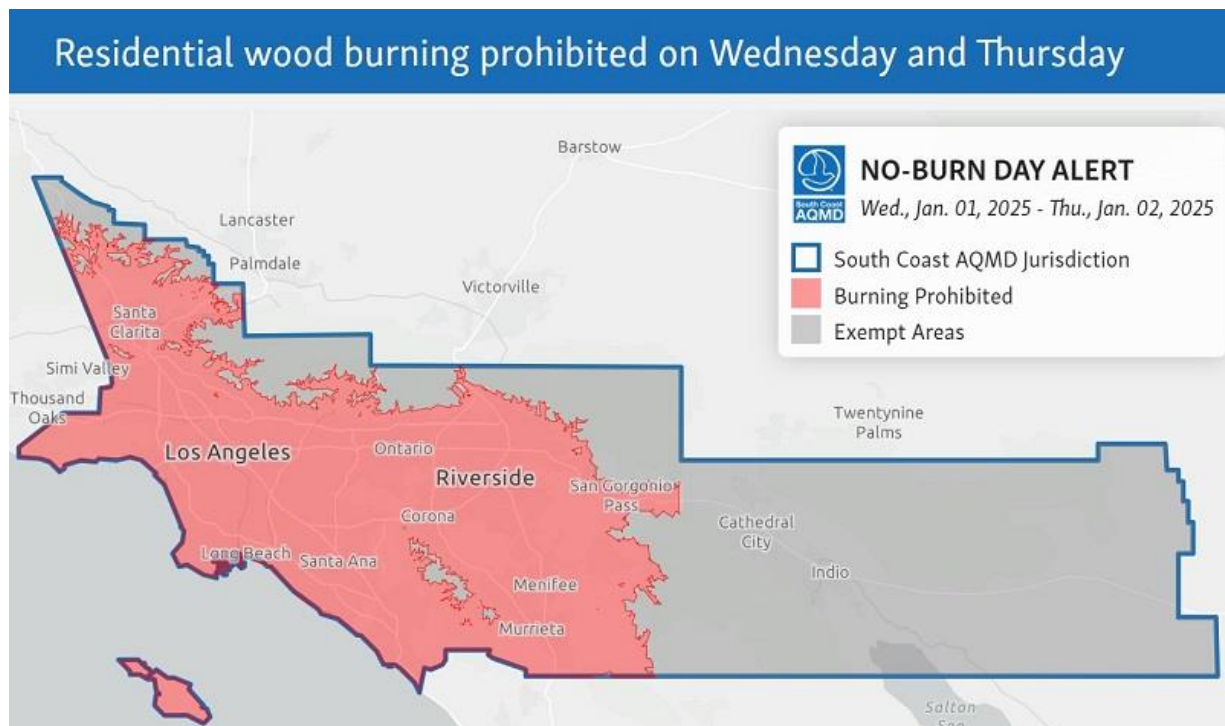 Residential wood burning prohibited on Wednesday and Thursday
Barstow
South Coast
AQMD
NO-BURN DAY ALERT
Wed., Jan. 01, 2025 - Thu., Jan. 02, 2025
South Coast AQMD Jurisdiction
Burning Prohibited
Exempt Areas
Lancaster
Palmdale
Victorville
Santa
Clarita
Simi Valley
Thousand
Oaks
Twentynine
Palms
Los Angeles
Ontario
Riverside
San Gorgonio
Pass
Corona
Cathedral
City
Long Beach
Santa Ana
Indio
Menifee
Murrieta
Salton
Sea